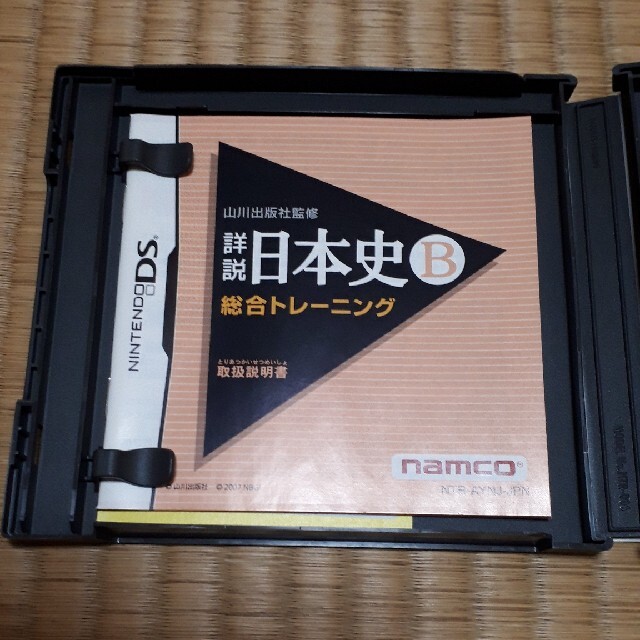 NINTENDO DS®
山川出版社監修
詳説 日本史 B
総合トレーニング
とりあつかいせつめいしょ
取扱説明書
namco®